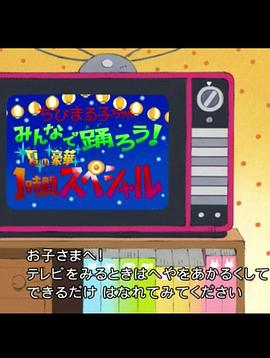 ちびまる子ちゃん
みんなで踊ろう!
夏の豪華
1時間スペシャル
お子さまへ!
テレビをみるときはへやをあかるくして
できるだけ はなれてみてください